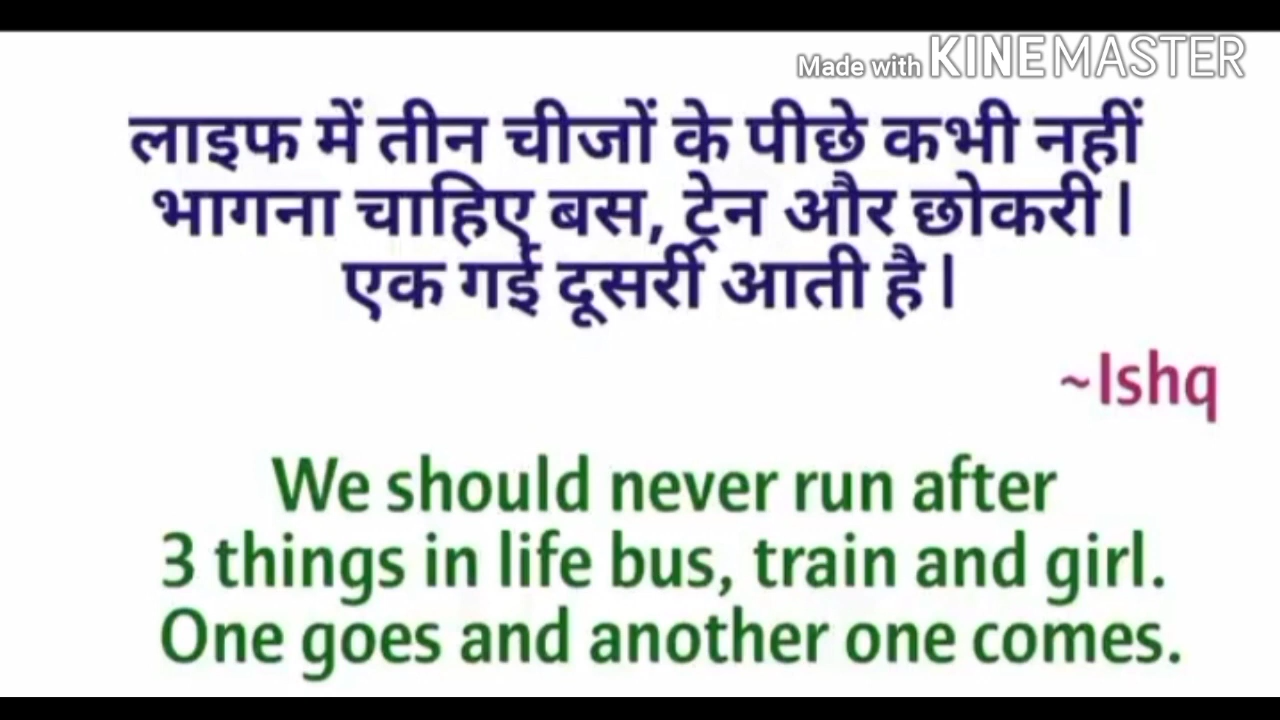 Made with KINEMASTER
लाइफ में तीन चीजों के पीछे कभी नहीं
भागना चाहिए बस, ट्रेन और छोकरी |
एक गई दूसरी आती है |
~Ishq
We should never run after
3 things in life bus, train and girl.
One goes and another one comes.